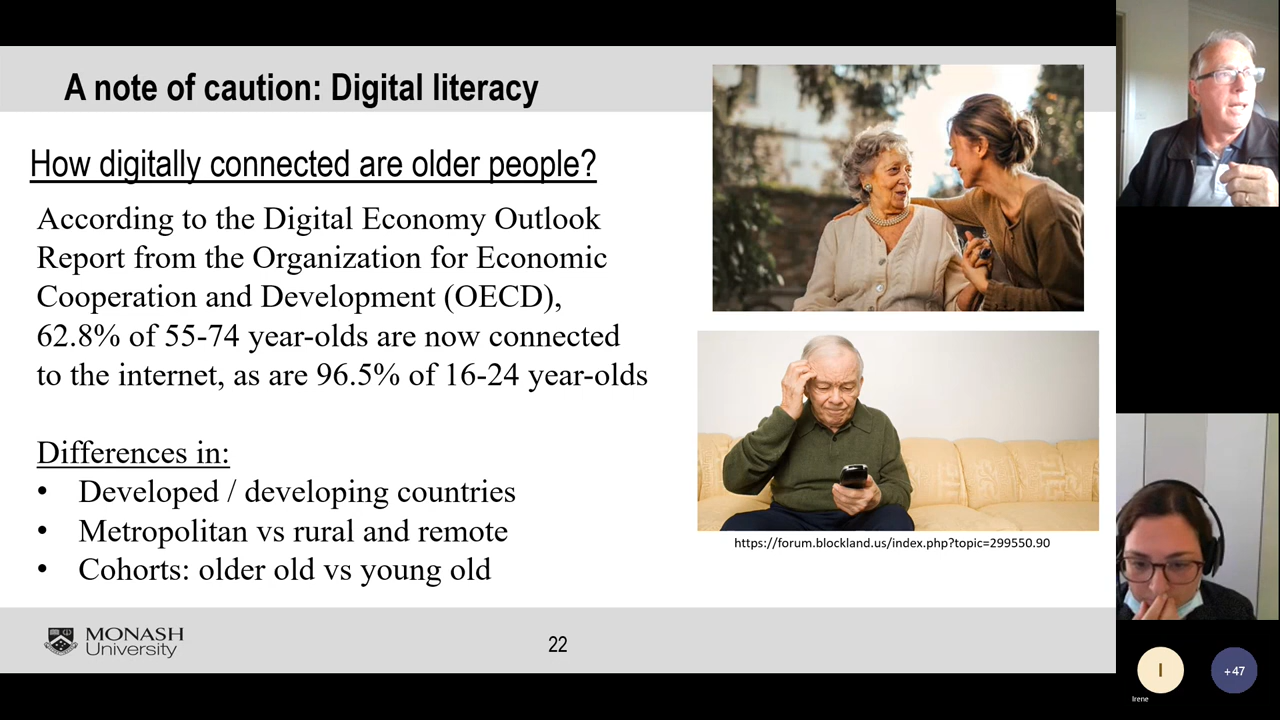 A note of caution: Digital literacy
How digitally connected are older people?
According to the Digital Economy Outlook
Report from the Organization for Economic
Cooperation and Development (OECD),
62.8% of 55-74 year-olds are now connected
to the internet, as are 96.5% of 16-24 year-olds
Differences in:
• Developed / developing countries
• Metropolitan vs rural and remote
• Cohorts: older old vs young old
https://forum.blockland.us/index.php?topic=299550.90
MONASH
University
22
I
Irene
+47